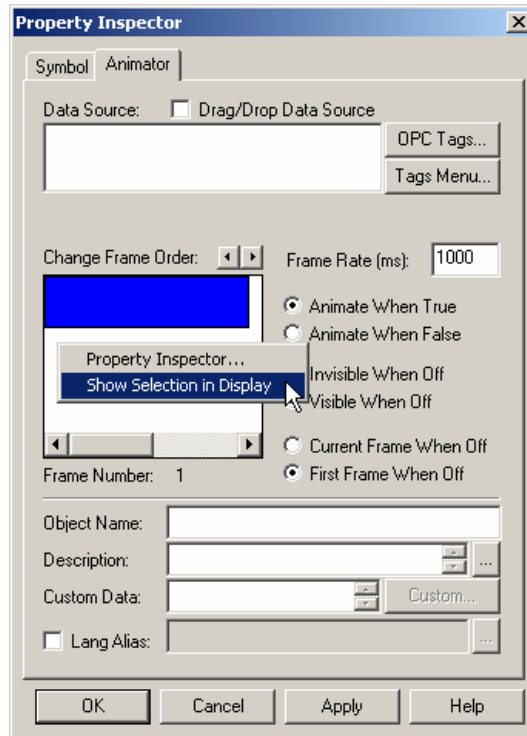 Property Inspector
Symbol Animator
Data Source: Drag/Drop Data Source
OPC Tags...
Tags Menu...
Change Frame Order: Frame Rate (ms): 1000
Animate When True
Animate When False
Property Inspector...
Show Selection in Display
Invisible When Off
Visible When Off
Current Frame When Off
First Frame When Off
Frame Number: 1
Object Name:
Description: ...
Custom Data: Custom...
Lang Alias: ...
OK Cancel Apply Help